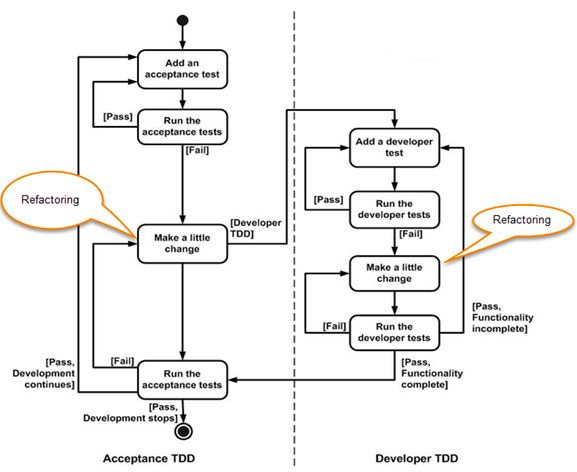 Add an
acceptance test
[Pass]
Run the
acceptance tests
[Fail]
Refactoring
Make a little
change
[Developer
TDD]
[Fail]
[Pass,
Development
continues]
Run the
acceptance tests
[Pass,
Development stops]
Acceptance TDD
Add a developer
test
[Pass]
Run the
developer tests
[Fail]
Refactoring
Make a little
change
[Fail]
Run the
developer tests
[Pass,
Functionality
incomplete]
[Pass,
Functionality
complete]
Developer TDD